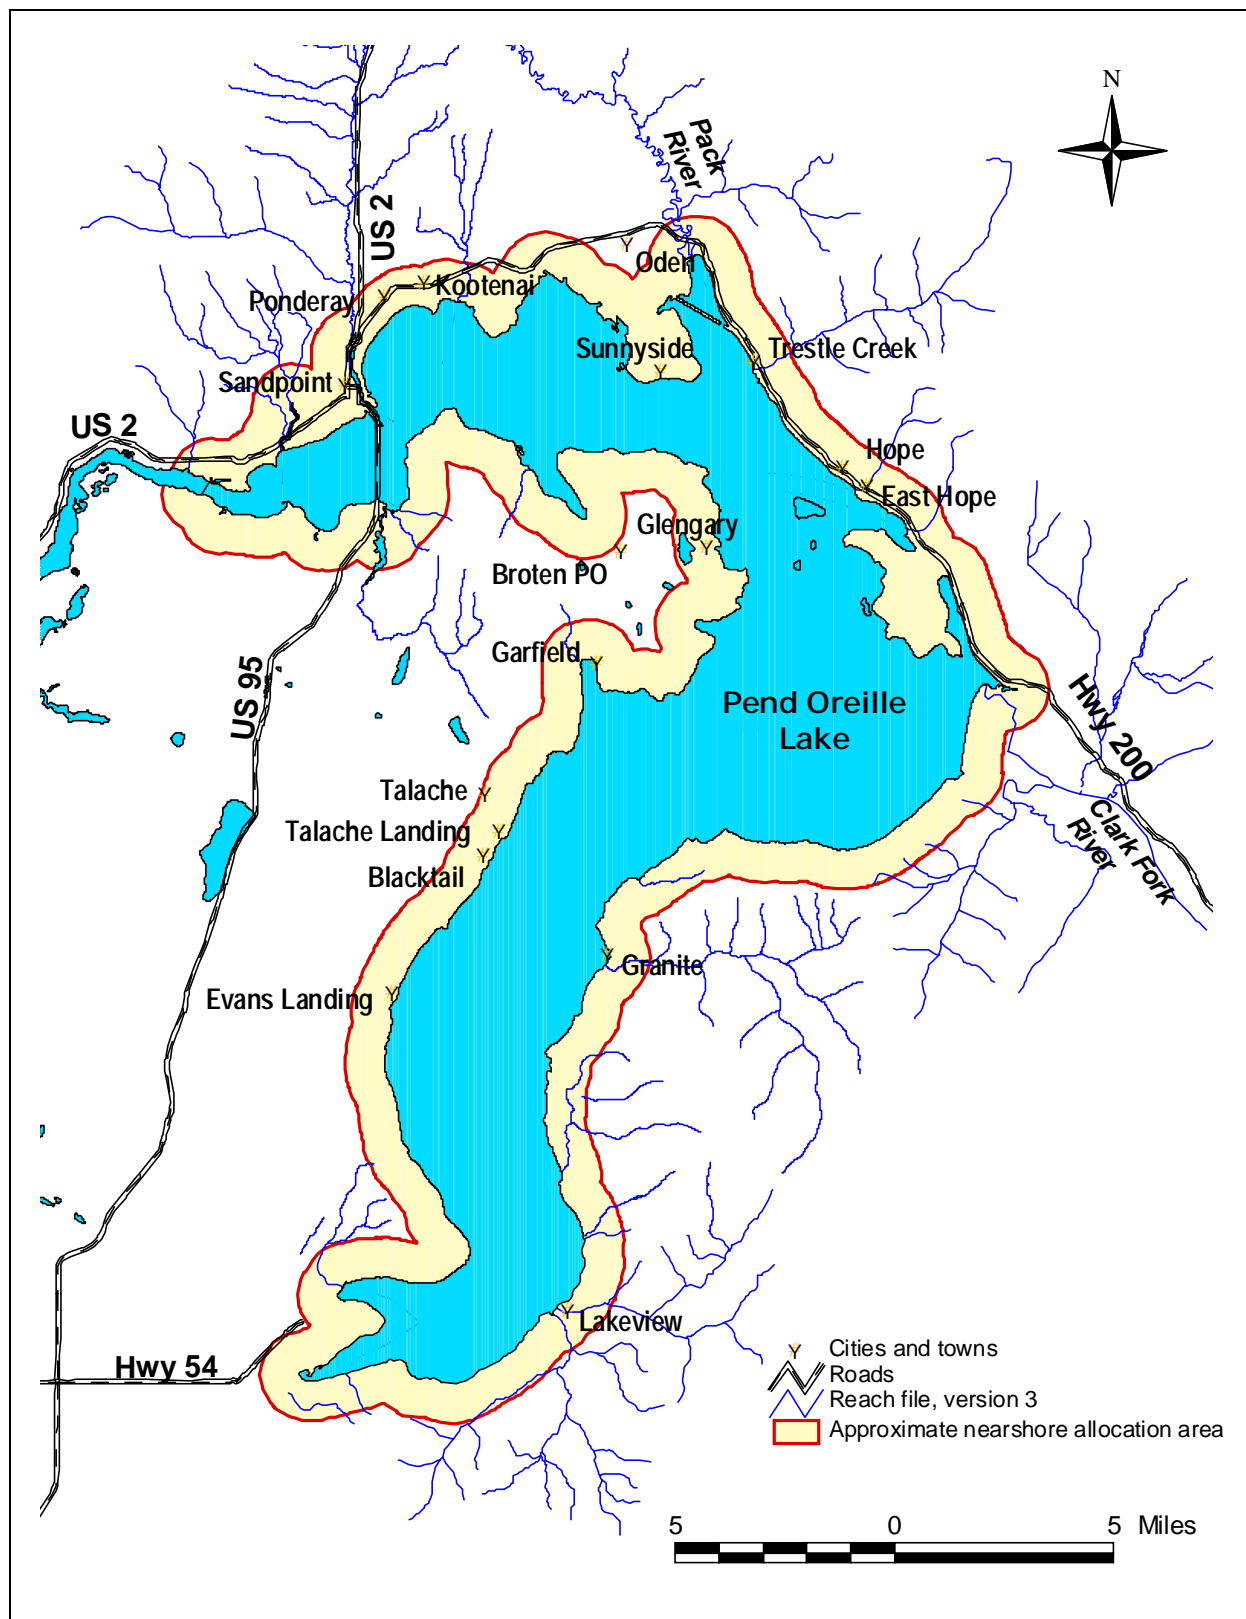 N
Pack
River
US 2
Oden
Kootenai
Ponderay
Sunnyside
Trestle Creek
Sandpoint
US 2
Hope
East Hope
Glengary
Broten PO
Garfield
US 95
Pend Oreille
Lake
Hwy 200
Talache
Talache Landing
Blacktail
Clark Fork
River
Granite
Evans Landing
Lakeview
Hwy 54
Cities and towns
Roads
Reach file, version 3
Approximate nearshore allocation area
5 0 5 Miles